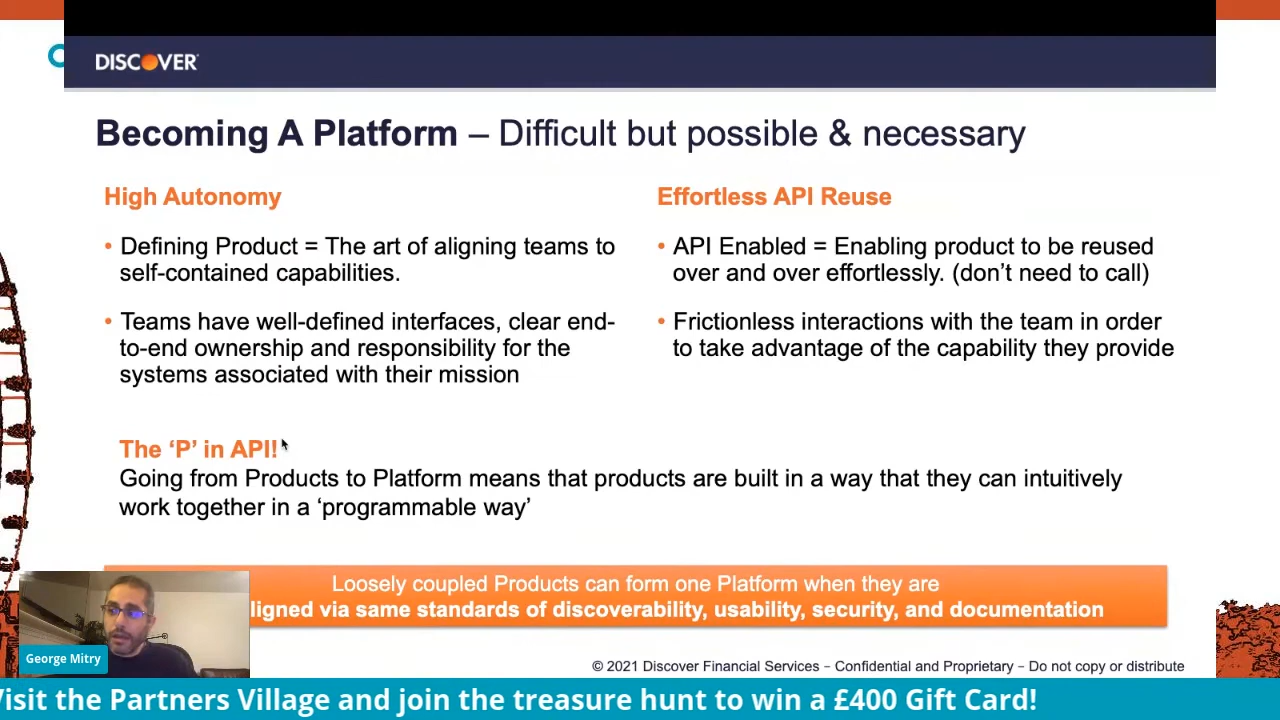 DISCOVER
Becoming A Platform – Difficult but possible & necessary
High Autonomy
• Defining Product = The art of aligning teams to
self-contained capabilities.
• Teams have well-defined interfaces, clear end-
to-end ownership and responsibility for the
systems associated with their mission
Effortless API Reuse
• API Enabled = Enabling product to be reused
over and over effortlessly. (don’t need to call)
• Frictionless interactions with the team in order
to take advantage of the capability they provide
The ‘P’ in API!
Going from Products to Platform means that products are built in a way that they can intuitively
work together in a ‘programmable way’
Loosely coupled Products can form one Platform when they are
via same standards of discoverability, usability, security, and documentation
George Mitry
© 2021 Discover Financial Services – Confidential and Proprietary – Do not copy or distribute
the Partners Village and join the treasure hunt to win a £400 Gift Card!